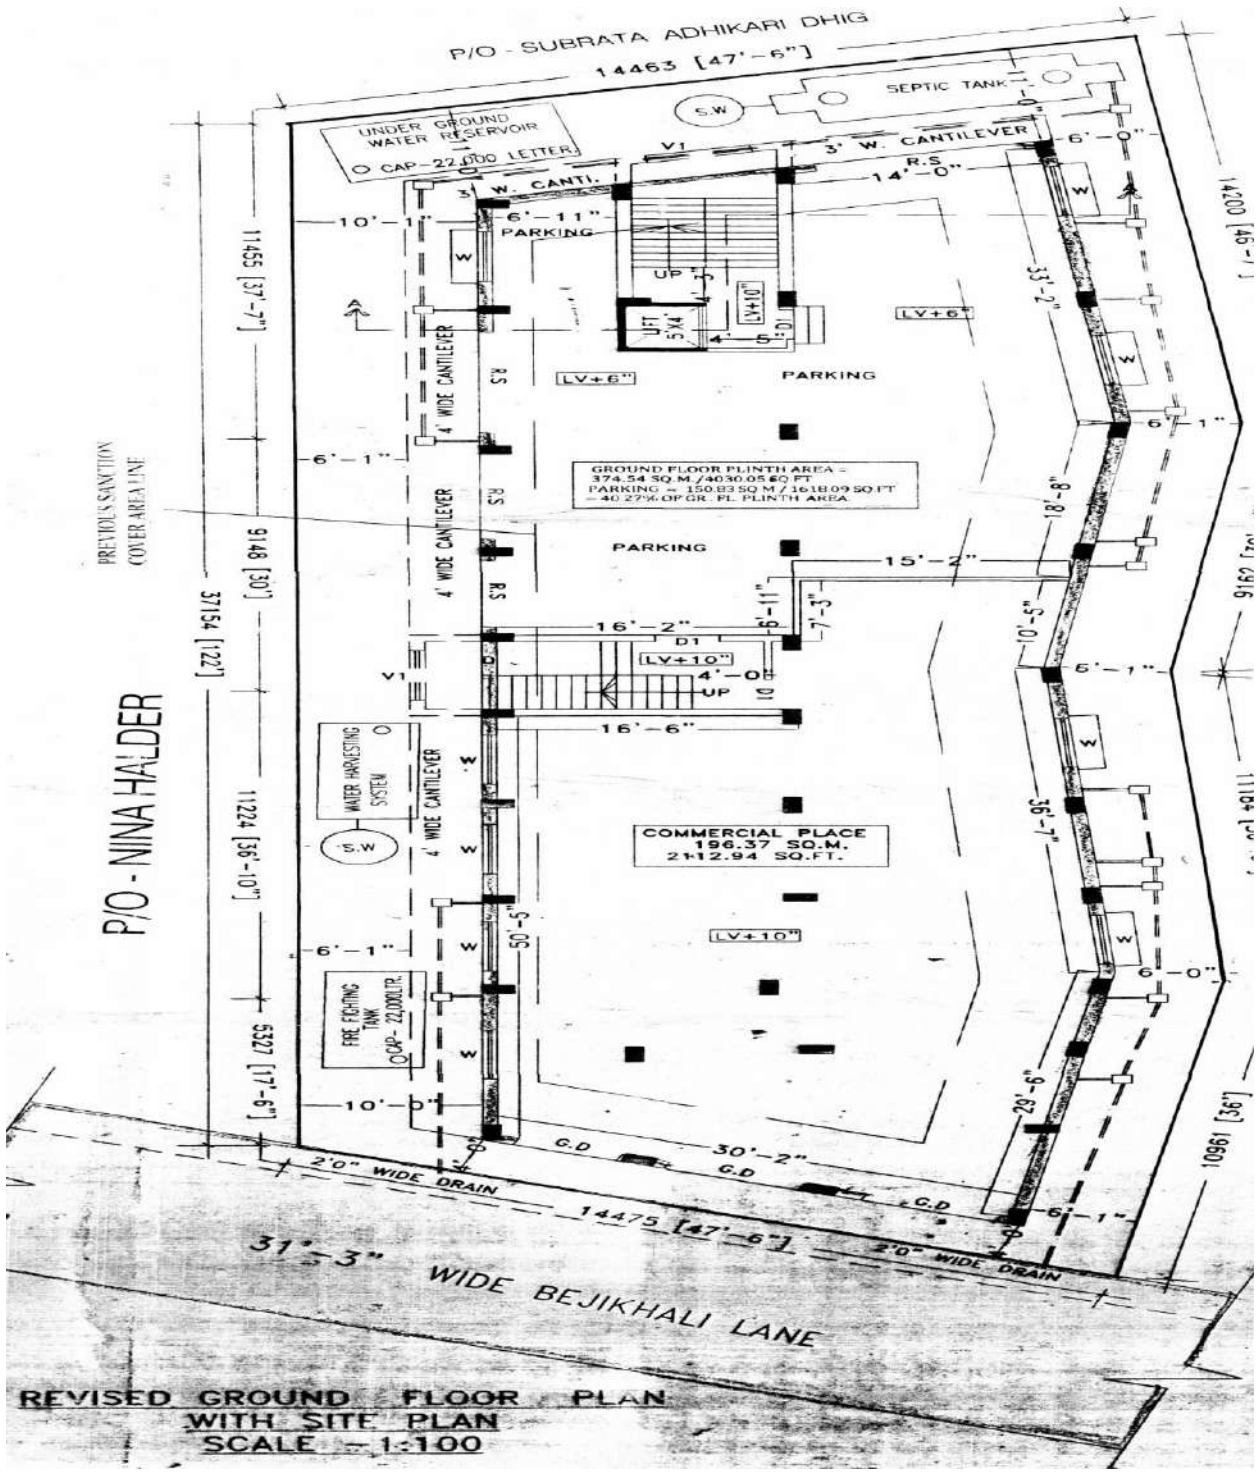 P/O - SUBRATA ADHIKARI DHIG
14463 [47'-6"]
SEPTIC TANK
S.W
UNDER GROUND
WATER RESERVOIR
CAP-22,000 LETTER.
V1
3' W. CANTILEVER
6'-0"
R.S
14'-0"
3' W. CANTI.
10'-1"
6'-11"
PARKING
W
W
A
A
11455 [37'-7"]
UP
4'-3"
LV+10"
LIFT
5'X4'
4'-5"
D1
33'-2"
LV+6"
W
4' WIDE CANTILEVER
R.S
LV+6"
PARKING
6'-1"
6'-1"
GROUND FLOOR PLINTH AREA =
374.54 SQ.M./4030.05 SQ FT
PARKING = 150.83 SQ M / 1618.09 SQ.FT
= 40.27% OF GR. FL. PLINTH AREA.
PREVIOUS SANCTION
COVER AREA LINE
18'-8"
R.S
9148 [30']
4' WIDE CANTILEVER
PARKING
15'-2"
R.S
37154 [122']
16'-2"
6'-11"
7'-3"
10'-5"
D1
LV+10"
4'-0"
UP
D1
5'-1"
V1
16'-6"
P/O - NINA HALDER
WATER HARVESTING
SYSTEM
W
W
4' WIDE CANTILEVER
36'-7"
11224 [36'-10"]
S.W
W
COMMERCIAL PLACE
196.37 SQ.M.
2112.94 SQ.FT.
50'-5"
LV+10"
W
W
6'-1"
6'-0"
FIRE FIGHTING
TANK
CAP- 22,000LTR.
W
5327 [17'-6"]
10'-0"
29'-6"
10961 [36']
G.D
30'-2"
G.D
G.D
6'-1"
2'0" WIDE DRAIN
14475 [47'-6"]
2'0" WIDE DRAIN
31'-3" WIDE BEJIKHALI LANE
REVISED GROUND FLOOR PLAN
WITH SITE PLAN
SCALE - 1:100